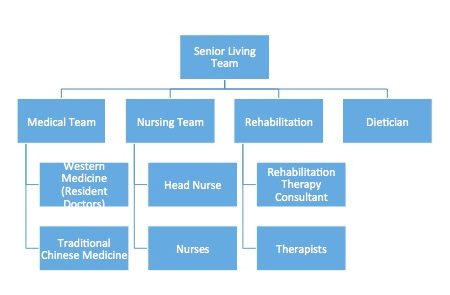 Senior Living
Team
Medical Team
Nursing Team
Rehabilitation
Dietician
Western
Medicine
(Resident
Doctors)
Head Nurse
Rehabilitation
Therapy
Consultant
Traditional
Chinese Medicine
Nurses
Therapists